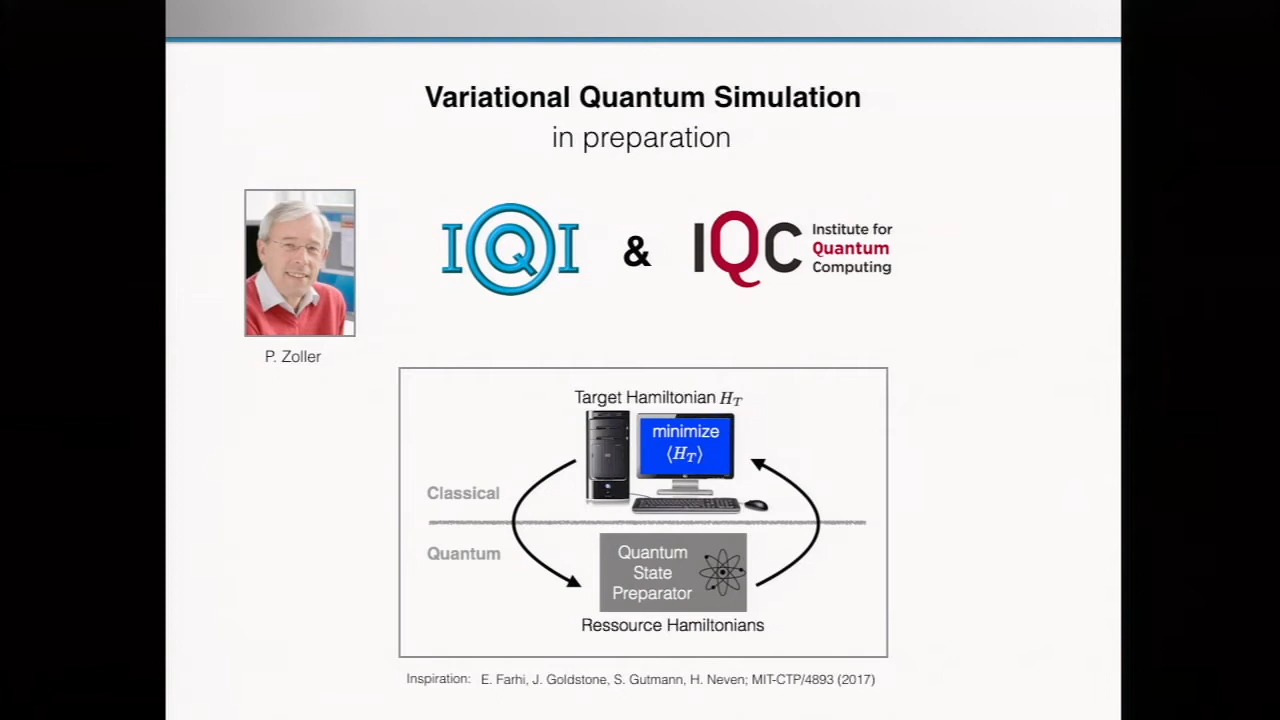 Variational Quantum Simulation
in preparation
IQI & IQC Institute for
Quantum
Computing
P. Zoller
Target Hamiltonian H_T
minimize
⟨H_T⟩
Classical
Quantum
Quantum
State
Preparator
Ressource Hamiltonians
Inspiration: E. Farhi, J. Goldstone, S. Gutmann, H. Neven; MIT-CTP/4893 (2017)